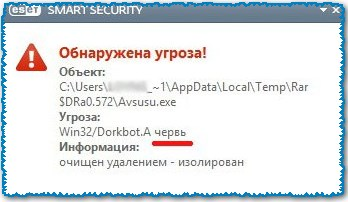 eset SMART SECURITY
Обнаружена угроза!
Объект:
C:\Users\ _~1\AppData\Local\Temp\Rar
$DRa0.572\Avsusu.exe
Угроза:
Win32/Dorkbot.A червь
Информация:
очищен удалением - изолирован